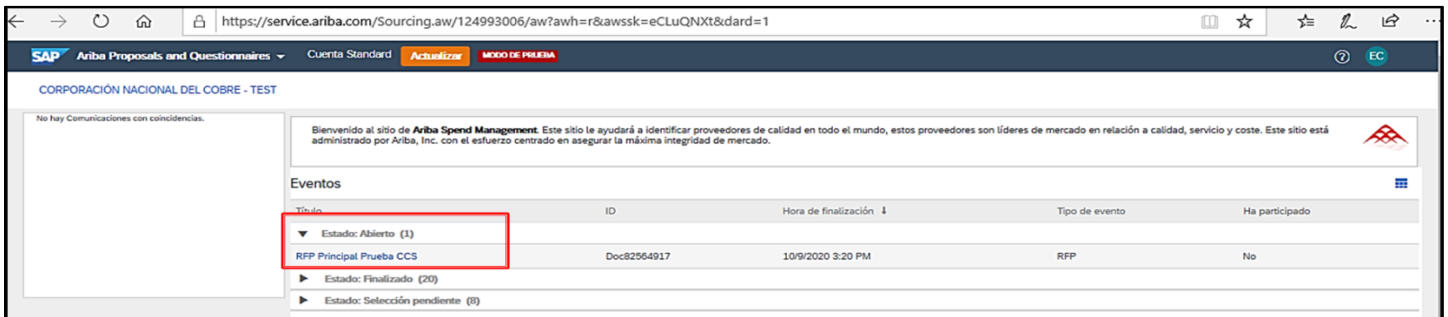 https://service.ariba.com/Sourcing.aw/124993006/aw?awh=r&awssk=eCLuQNXt&dard=1
SAP Ariba Proposals and Questionnaires Cuenta Standard Actualizar MODO DE PRUEBA EC
CORPORACIÓN NACIONAL DEL COBRE - TEST
No hay Comunicaciones con coincidencias.
Bienvenido al sitio de Ariba Spend Management. Este sitio le ayudará a identificar proveedores de calidad en todo el mundo, estos proveedores son líderes de mercado en relación a calidad, servicio y coste. Este sitio está
administrado por Ariba, Inc. con el esfuerzo centrado en asegurar la máxima integridad de mercado.
Eventos
Título ID Hora de finalización ↓ Tipo de evento Ha participado
▼ Estado: Abierto (1)
RFP Principal Prueba CCS Doc82564917 10/9/2020 3:20 PM RFP No
► Estado: Finalizado (20)
► Estado: Selección pendiente (8)